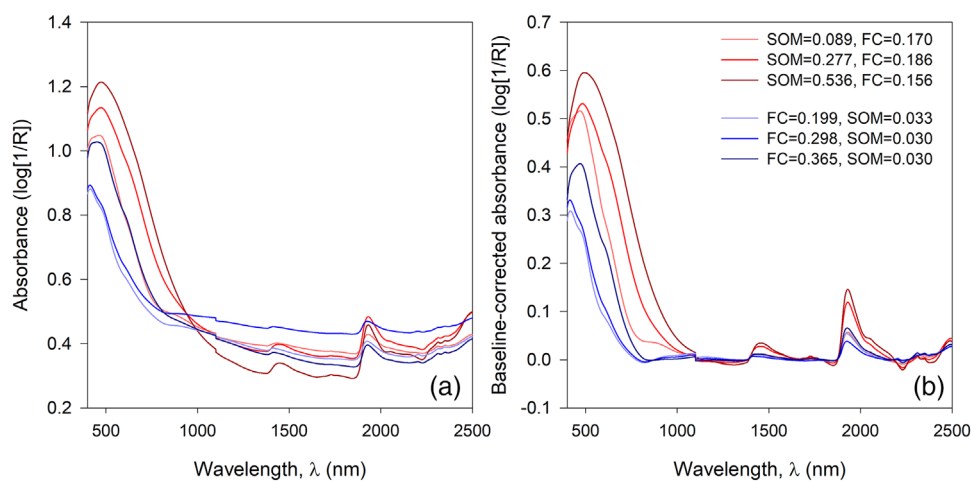 Absorbance (log[1/R])
1.4
1.2
1.0
0.8
0.6
0.4
0.2
500
1000
1500
2000
2500
Wavelength, λ (nm)
(a)
Baseline-corrected absorbance (log[1/R])
0.7
0.6
0.5
0.4
0.3
0.2
0.1
0.0
-0.1
500
1000
1500
2000
2500
Wavelength, λ (nm)
(b)
SOM=0.089, FC=0.170
SOM=0.277, FC=0.186
SOM=0.536, FC=0.156
FC=0.199, SOM=0.033
FC=0.298, SOM=0.030
FC=0.365, SOM=0.030